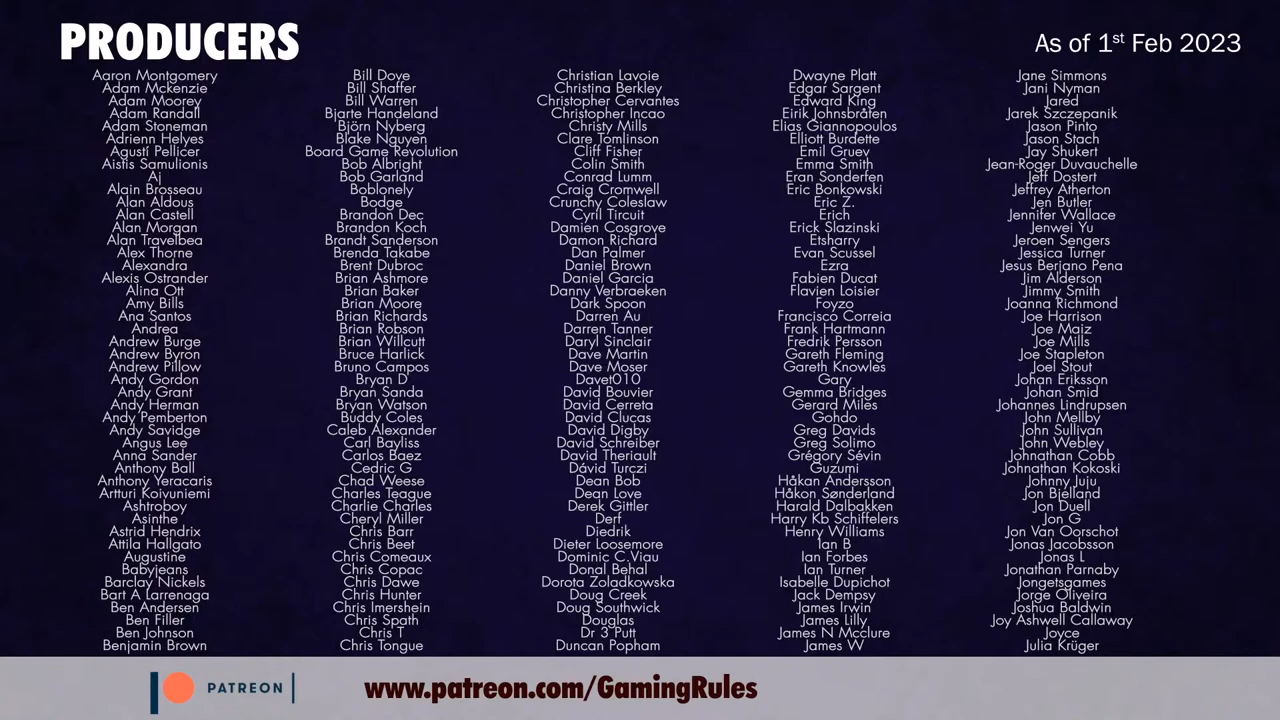 PRODUCERS
As of 1st Feb 2023
Aaron Montgomery
Adam Mckenzie
Adam Moorey
Adam Randall
Adam Stoneman
Adrienn Helyes
Agustí Pellicer
Aistis Samulionis
Aj
Alain Brosseau
Alan Aldous
Alan Castell
Alan Morgan
Alan Travelbea
Alex Thorne
Alexandra
Alexis Ostrander
Alina Ott
Amy Bills
Ana Santos
Andrea
Andrew Burge
Andrew Byron
Andrew Pillow
Andy Gordon
Andy Grant
Andy Herman
Andy Pemberton
Andy Savidge
Angus Lee
Anna Sander
Anthony Ball
Anthony Yeracaris
Artturi Koivuniemi
Ashtroboy
Asinthe
Astrid Hendrix
Attila Hallgato
Augustine
Babyjeans
Barclay Nickels
Bart A Larrenaga
Ben Andersen
Ben Filler
Ben Johnson
Benjamin Brown
Bill Dove
Bill Shaffer
Bill Warren
Bjarte Handeland
Björn Nyberg
Blake Nguyen
Board Game Revolution
Bob Albright
Bob Garland
Boblonely
Bodge
Brandon Dec
Brandon Koch
Brandt Sanderson
Brenda Takabe
Brent Dubroc
Brian Ashmore
Brian Baker
Brian Moore
Brian Richards
Brian Robson
Brian Willcutt
Bruce Harlick
Bruno Campos
Bryan D
Bryan Sanda
Bryan Watson
Buddy Coles
Caleb Alexander
Carl Bayliss
Carlos Baez
Cedric G
Chad Weese
Charles Teague
Charlie Charles
Cheryl Miller
Chris Barr
Chris Beet
Chris Comeaux
Chris Copac
Chris Dawe
Chris Hunter
Chris Imershein
Chris Spath
Chris T
Chris Tongue
Christian Lavoie
Christina Berkley
Christopher Cervantes
Christopher Incao
Christy Mills
Clare Tomlinson
Cliff Fisher
Colin Smith
Conrad Lumm
Craig Cromwell
Crunchy Coleslaw
Cyril Tircuit
Damien Cosgrove
Damon Richard
Dan Palmer
Daniel Brown
Daniel Garcia
Danny Verbraeken
Dark Spoon
Darren Au
Darren Tanner
Daryl Sinclair
Dave Martin
Dave Moser
Davet010
David Bouvier
David Cerreta
David Clucas
David Digby
David Schreiber
David Theriault
Dávid Turczi
Dean Bob
Dean Love
Derek Gittler
Derf
Diedrik
Dieter Loosemore
Dominic C.Viau
Donal Behal
Dorota Zoladkowska
Doug Creek
Doug Southwick
Douglas
Dr 3 Putt
Duncan Popham
Dwayne Platt
Edgar Sargent
Edward King
Eirik Johnsbråten
Elias Giannopoulos
Elliott Burdette
Emil Gruev
Emma Smith
Eran Sonderfen
Eric Bonkowski
Eric Z.
Erich
Erick Slazinski
Etsharry
Evan Scussel
Ezra
Fabien Ducat
Flavien Loisier
Foyzo
Francisco Correia
Frank Hartmann
Fredrik Persson
Gareth Fleming
Gareth Knowles
Gary
Gemma Bridges
Gerard Miles
Gohdo
Greg Davids
Greg Solimo
Grégory Sévin
Guzumi
Håkan Andersson
Håkon Sønderland
Harald Dalbakken
Harry Kb Schiffelers
Henry Williams
Ian B
Ian Forbes
Ian Turner
Isabelle Dupichot
Jack Dempsy
James Irwin
James Lilly
James N Mcclure
James W
Jane Simmons
Jani Nyman
Jared
Jarek Szczepanik
Jason Pinto
Jason Stach
Jay Shukert
Jean-Roger Duvauchelle
Jeff Dostert
Jeffrey Atherton
Jen Butler
Jennifer Wallace
Jenwei Yu
Jeroen Sengers
Jessica Turner
Jesus Berjano Pena
Jim Alderson
Jimmy Smith
Joanna Richmond
Joe Harrison
Joe Maiz
Joe Mills
Joe Stapleton
Joel Stout
Johan Eriksson
Johan Smid
Johannes Lindrupsen
John Mellby
John Sullivan
John Webley
Johnathan Cobb
Johnathan Kokoski
Johnny Juju
Jon Bjelland
Jon Duell
Jon G
Jon Van Oorschot
Jonas Jacobsson
Jonas L
Jonathan Parnaby
Jongetsgames
Jorge Oliveira
Joshua Baldwin
Joy Ashwell Callaway
Joyce
Julia Krüger
PATREON
www.patreon.com/GamingRules